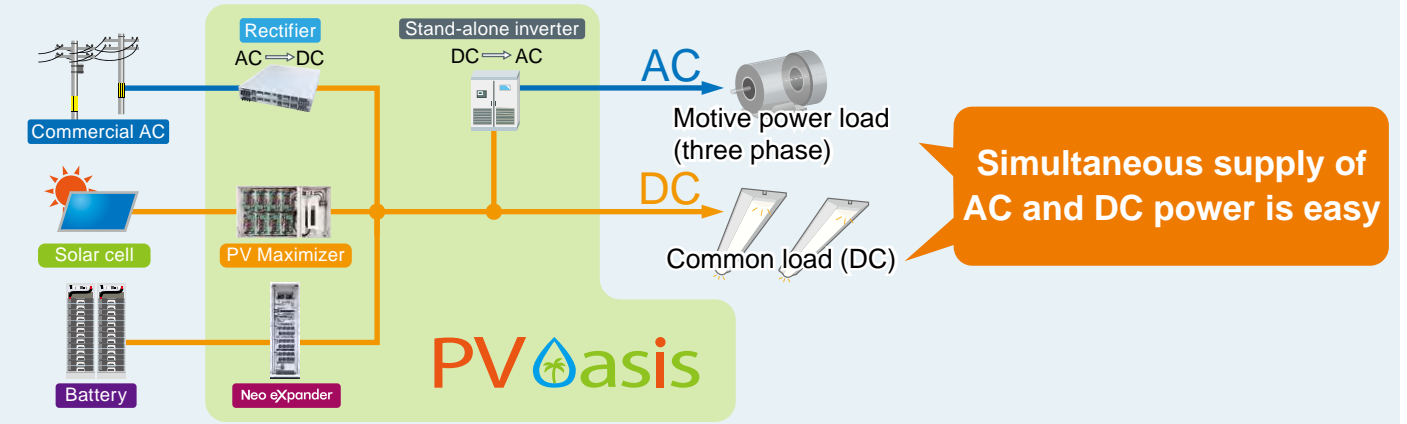 Rectifier
AC ⇨ DC
Stand-alone inverter
DC ⇨ AC
AC
Commercial AC
Motive power load
(three phase)
Simultaneous supply of
AC and DC power is easy
DC
Solar cell
PV Maximizer
Common load (DC)
PV Oasis
Battery
Neo eXpander